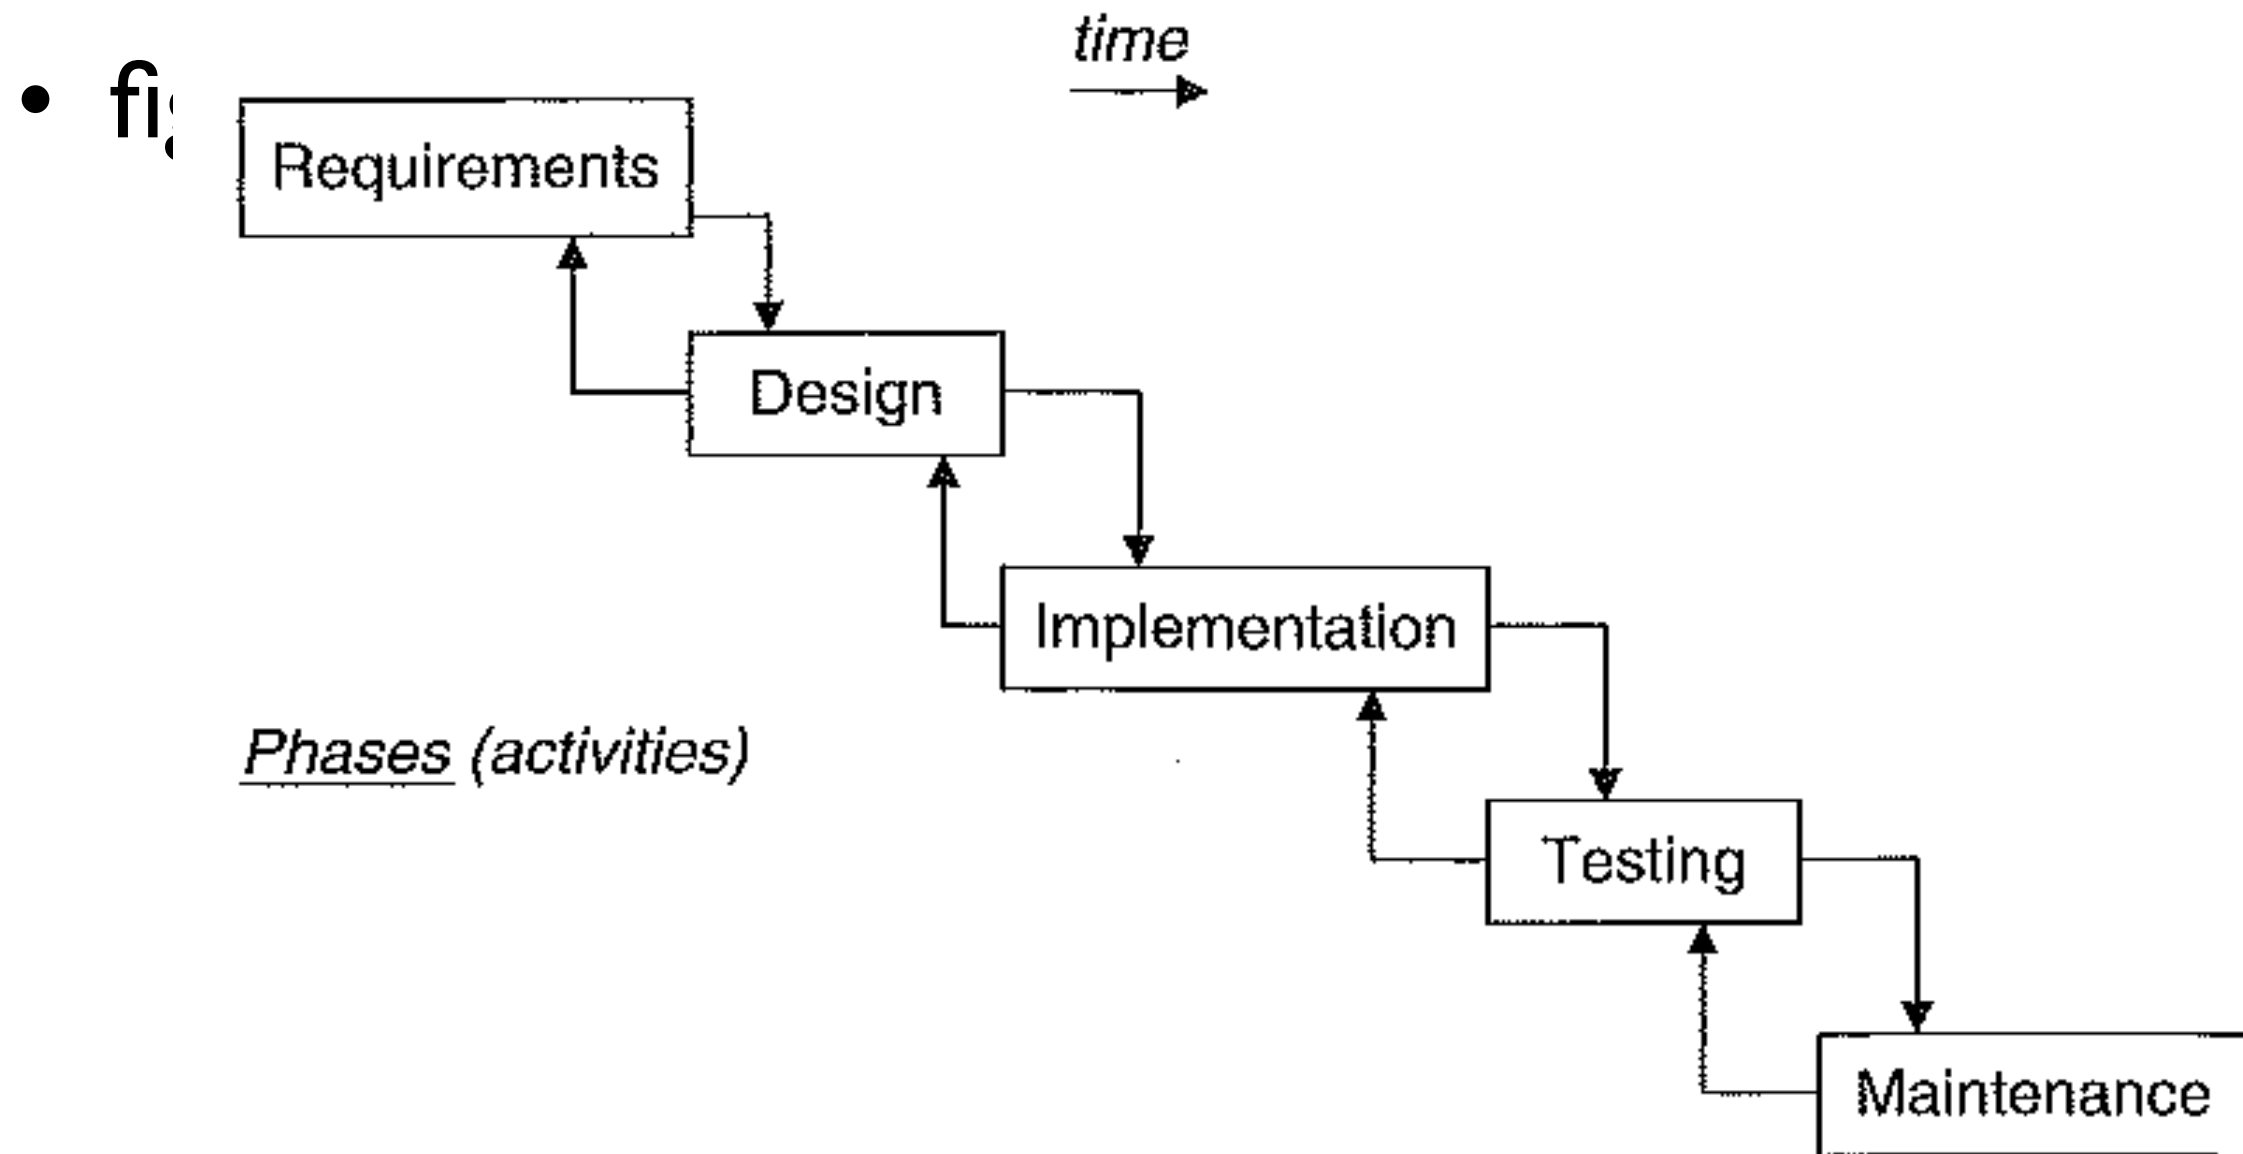 time
Requirements
Design
Implementation
Phases (activities)
Testing
Maintenance